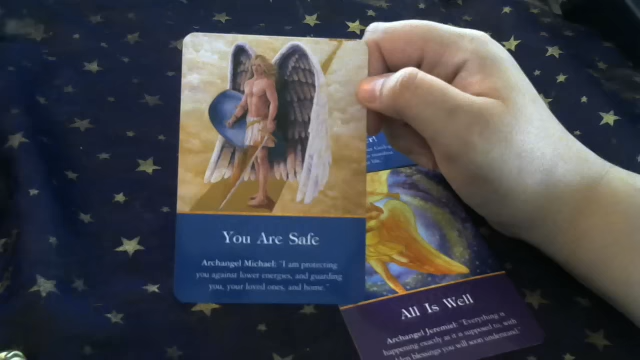 You Are Safe
Archangel Michael: "I am protecting
you against lower energies, and guarding
you, your loved ones, and home."
All Is Well
Archangel Jeremiel: "Everything is
happening exactly as it is supposed to, with
blessings you will soon understand."